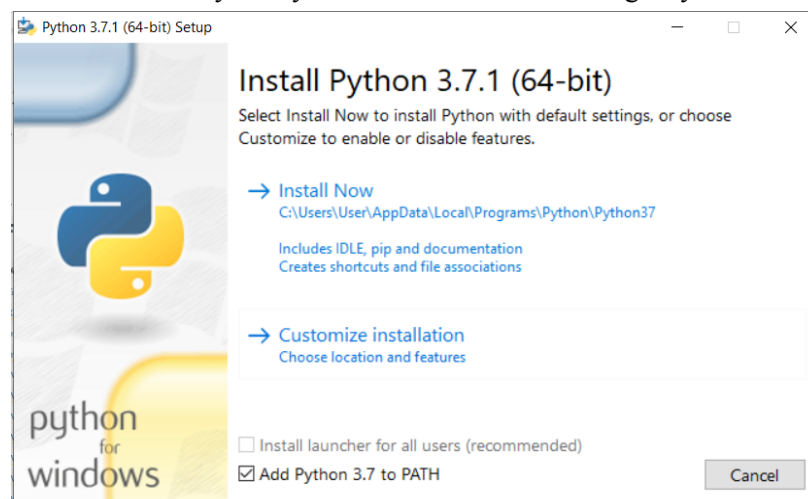 Python 3.7.1 (64-bit) Setup
Install Python 3.7.1 (64-bit)
Select Install Now to install Python with default settings, or choose
Customize to enable or disable features.
Install Now
C:\Users\User\AppData\Local\Programs\Python\Python37
Includes IDLE, pip and documentation
Creates shortcuts and file associations
Customize installation
Choose location and features
python
for
windows
Install launcher for all users (recommended)
Add Python 3.7 to PATH
Cancel